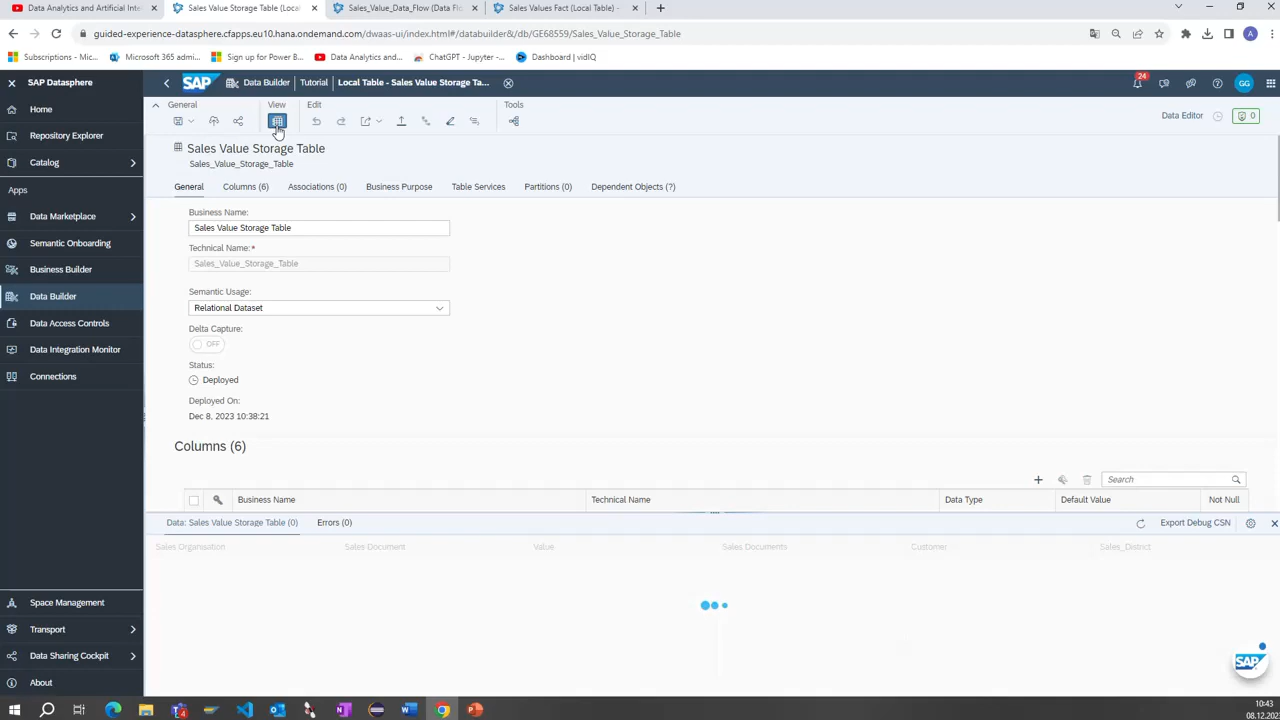 Data Analytics and Artificial Intel
Sales Value Storage Table (Local
Sales_Value_Data_Flow (Data Flo
Sales Values Fact (Local Table) -
guided-experience-datasphere.cfapps.eu10.hana.ondemand.com/dwaas-ui/index.html#/databuilder&/db/GE68559/Sales_Value_Storage_Table
A
Subscriptions - Mic...
Microsoft 365 admi...
Sign up for Power B...
Data Analytics and...
ChatGPT - Jupyter -...
Dashboard | vidIQ
SAP Datasphere
SAP
Data Builder
Tutorial
Local Table - Sales Value Storage Ta...
24
GG
Home
Repository Explorer
Catalog
Apps
Data Marketplace
Semantic Onboarding
Business Builder
Data Builder
Data Access Controls
Data Integration Monitor
Connections
Space Management
Transport
Data Sharing Cockpit
About
General
View
Edit
Tools
Data Editor
0
Sales Value Storage Table
Sales_Value_Storage_Table
General
Columns (6)
Associations (0)
Business Purpose
Table Services
Partitions (0)
Dependent Objects (?)
Business Name:
Sales Value Storage Table
Technical Name:*
Sales_Value_Storage_Table
Semantic Usage:
Relational Dataset
Delta Capture:
OFF
Status:
Deployed
Deployed On:
Dec 8, 2023 10:38:21
Columns (6)
Search
Business Name
Technical Name
Data Type
Default Value
Not Null
Data: Sales Value Storage Table (0)
Errors (0)
Export Debug CSN
Sales Organisation
Sales Document
Value
Sales Documents
Customer
Sales_District
SAP
10:43
08.12.202